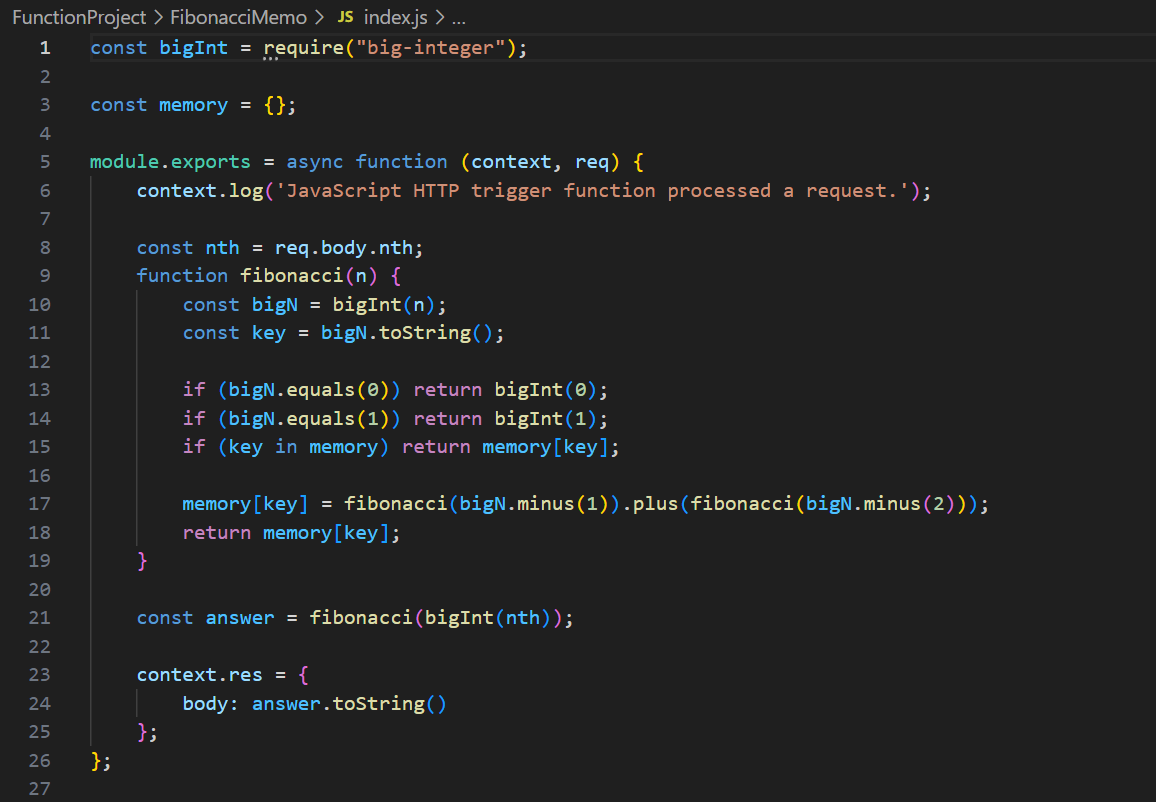 FunctionProject > FibonacciMemo > JS index.js > ...
1 const bigInt = require("big-integer");
2
3 const memory = {};
4
5 module.exports = async function (context, req) {
6     context.log('JavaScript HTTP trigger function processed a request.');
7
8     const nth = req.body.nth;
9     function fibonacci(n) {
10         const bigN = bigInt(n);
11         const key = bigN.toString();
12
13         if (bigN.equals(0)) return bigInt(0);
14         if (bigN.equals(1)) return bigInt(1);
15         if (key in memory) return memory[key];
16
17         memory[key] = fibonacci(bigN.minus(1)).plus(fibonacci(bigN.minus(2)));
18         return memory[key];
19     }
20
21     const answer = fibonacci(bigInt(nth));
22
23     context.res = {
24         body: answer.toString()
25     };
26 };
27